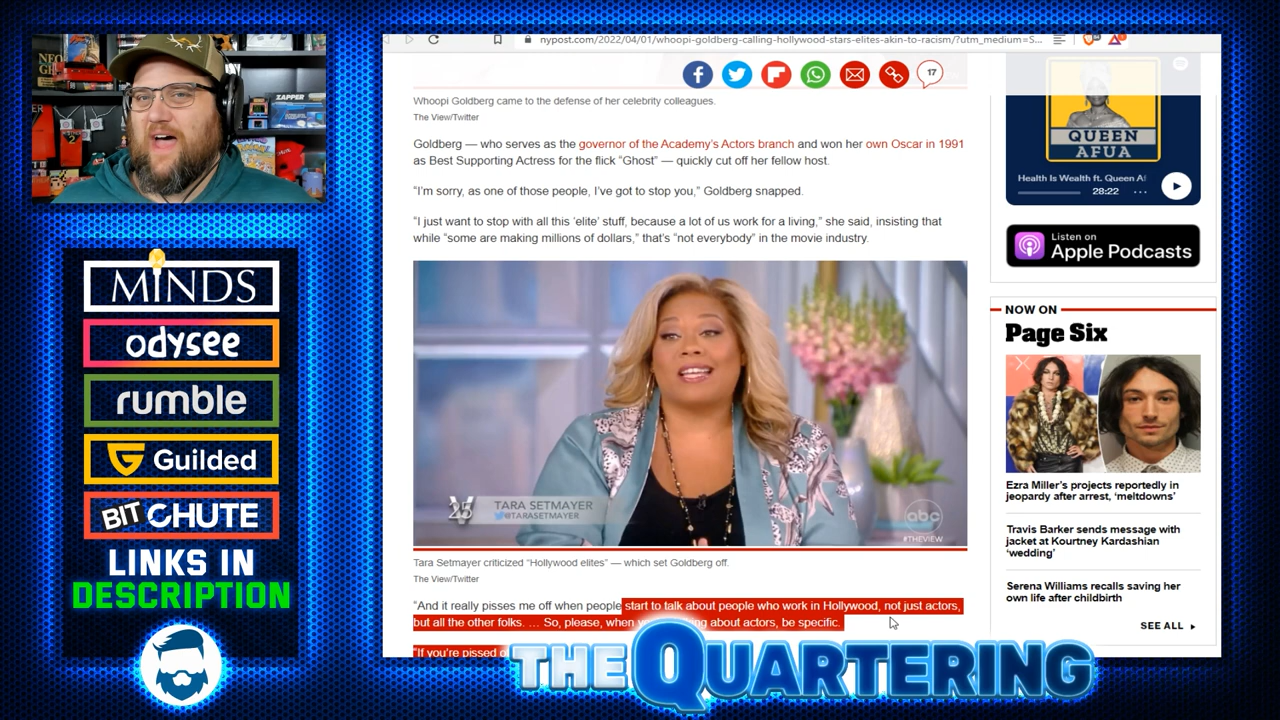 nypost.com/2022/04/01/whoopi-goldberg-calling-hollywood-stars-elites-akin-to-racism/?utm_medium=S...
17
Whoopi Goldberg came to the defense of her celebrity colleagues.
The View/Twitter
Goldberg — who serves as the governor of the Academy's Actors branch and won her own Oscar in 1991
as Best Supporting Actress for the flick “Ghost” — quickly cut off her fellow host.
“I'm sorry, as one of those people, I've got to stop you,” Goldberg snapped.
“I just want to stop with all this 'elite' stuff, because a lot of us work for a living,” she said, insisting that
while “some are making millions of dollars,” that's “not everybody” in the movie industry.
25
TARA SETMAYER
@TARASETMAYER
abc
#THEVIEW
Tara Setmayer criticized “Hollywood elites” — which set Goldberg off.
The View/Twitter
“And it really pisses me off when people start to talk about people who work in Hollywood, not just actors,
but all the other folks. … So, please, when about actors, be specific.
“If you're pissed
QUEEN
AFUA
Health Is Wealth ft. Queen Af
28:22
Listen on
Apple Podcasts
NOW ON
Page Six
Ezra Miller's projects reportedly in
jeopardy after arrest, 'meltdowns'
Travis Barker sends message with
jacket at Kourtney Kardashian
'wedding'
Serena Williams recalls saving her
own life after childbirth
SEE ALL
ZAPPER
MINDS
odysee
rumble
Guilded
BITCHUTE
LINKS IN
DESCRIPTION
THE QUARTERING